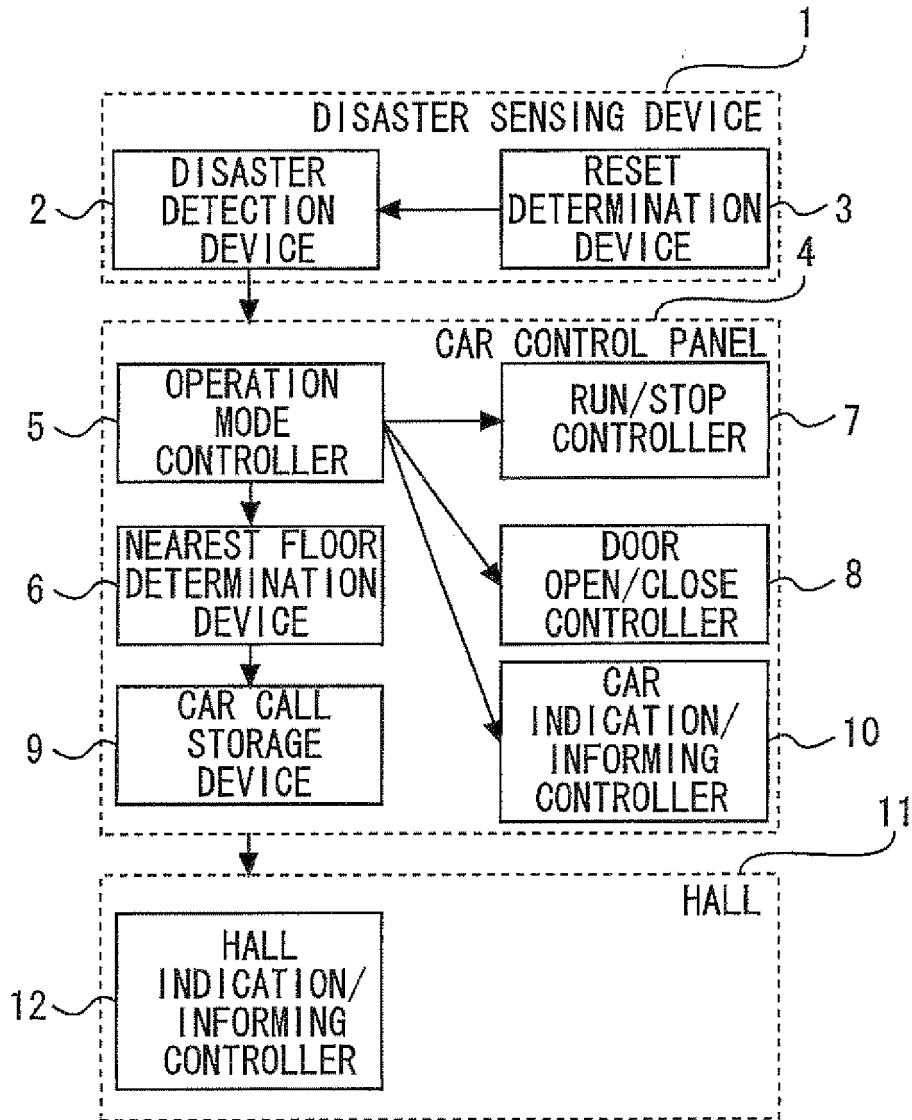 1
DISASTER SENSING DEVICE
2
DISASTER
DETECTION
DEVICE
RESET
DETERMINATION
DEVICE
3
4
CAR CONTROL PANEL
5
OPERATION
MODE
CONTROLLER
RUN/STOP
CONTROLLER
7
6
NEAREST FLOOR
DETERMINATION
DEVICE
DOOR
OPEN/CLOSE
CONTROLLER
8
9
CAR CALL
STORAGE
DEVICE
CAR
INDICATION/
INFORMING
CONTROLLER
10
11
HALL
12
HALL
INDICATION/
INFORMING
CONTROLLER